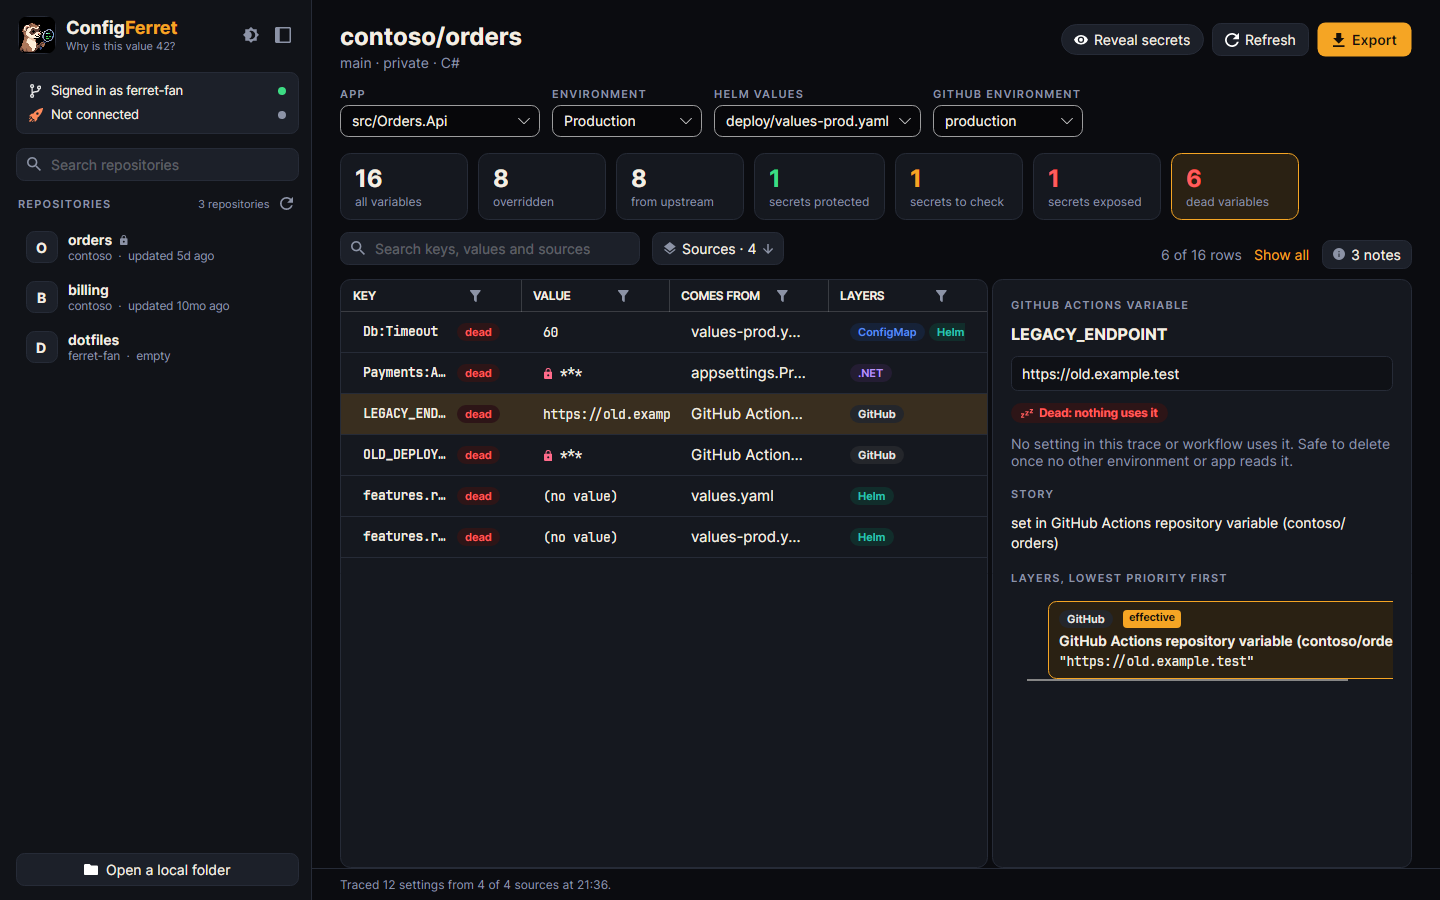 ConfigFerret
Why is this value 42?
Signed in as ferret-fan
Not connected
Search repositories
REPOSITORIES
3 repositories
O
orders
contoso · updated 5d ago
B
billing
contoso · updated 10mo ago
D
dotfiles
ferret-fan · empty
Open a local folder
contoso/orders
main · private · C#
Reveal secrets
Refresh
Export
APP
ENVIRONMENT
HELM VALUES
GITHUB ENVIRONMENT
src/Orders.Api
Production
deploy/values-prod.yaml
production
16
all variables
8
overridden
8
from upstream
1
secrets protected
1
secrets to check
1
secrets exposed
6
dead variables
Search keys, values and sources
Sources · 4
6 of 16 rows
Show all
3 notes
KEY VALUE COMES FROM LAYERS
Db:Timeout dead 60 values-prod.y... ConfigMap Helm
Payments:A... dead *** appsettings.Pr... .NET
LEGACY_END... dead https://old.examp GitHub Action... GitHub
OLD_DEPLOY... dead *** GitHub Action... GitHub
features.r... dead (no value) values.yaml Helm
features.r... dead (no value) values-prod.y... Helm
GITHUB ACTIONS VARIABLE
LEGACY_ENDPOINT
https://old.example.test
zzz Dead: nothing uses it
No setting in this trace or workflow uses it. Safe to delete
once no other environment or app reads it.
STORY
set in GitHub Actions repository variable (contoso/
orders)
LAYERS, LOWEST PRIORITY FIRST
GitHub effective
GitHub Actions repository variable (contoso/orde
"https://old.example.test"
Traced 12 settings from 4 of 4 sources at 21:36.